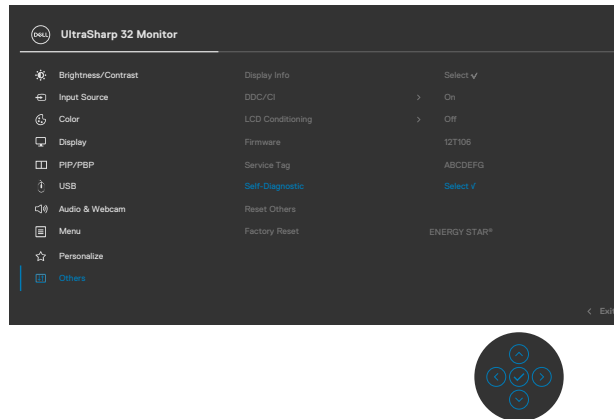 DELL UltraSharp 32 Monitor
Brightness/Contrast Display Info Select ✓
Input Source DDC/CI > On
Color LCD Conditioning > Off
Display Firmware 12T106
PIP/PBP Service Tag ABCDEFG
USB Self-Diagnostic Select √
Audio & Webcam Reset Others
Menu Factory Reset ENERGY STAR®
Personalize
Others
< Exit